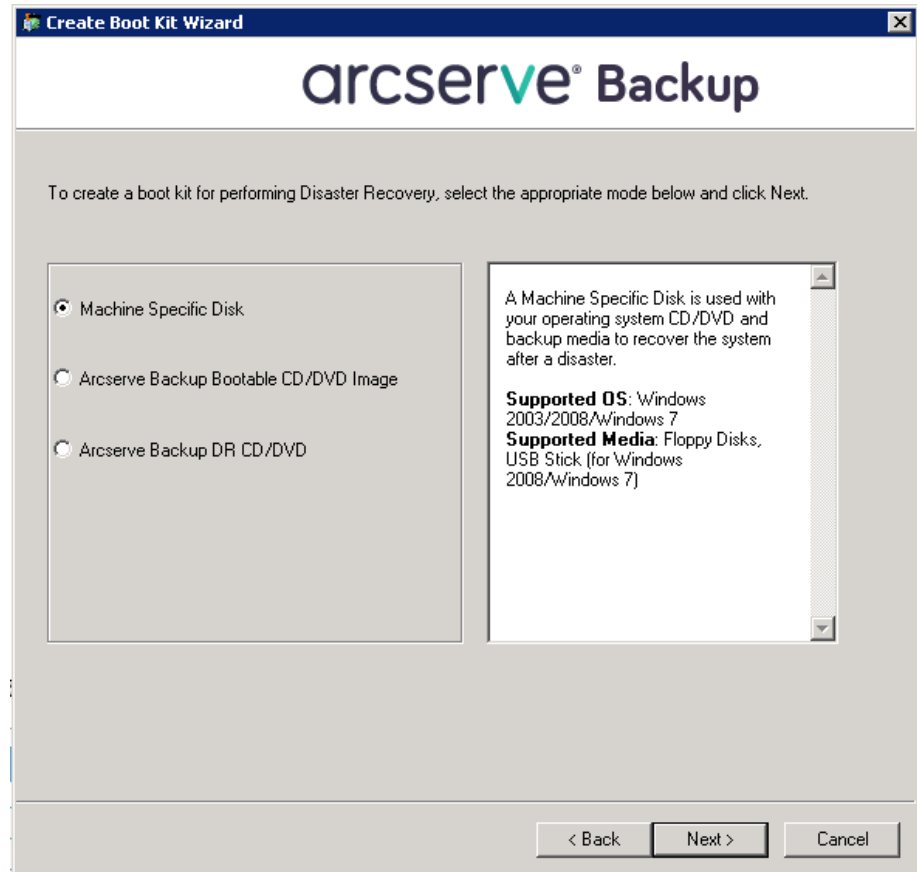 Create Boot Kit Wizard
arcserve® Backup
To create a boot kit for performing Disaster Recovery, select the appropriate mode below and click Next.
Machine Specific Disk
Arcserve Backup Bootable CD/DVD Image
Arcserve Backup DR CD/DVD
A Machine Specific Disk is used with
your operating system CD/DVD and
backup media to recover the system
after a disaster.
Supported OS: Windows
2003/2008/Windows 7
Supported Media: Floppy Disks,
USB Stick (for Windows
2008/Windows 7)
< Back
Next >
Cancel